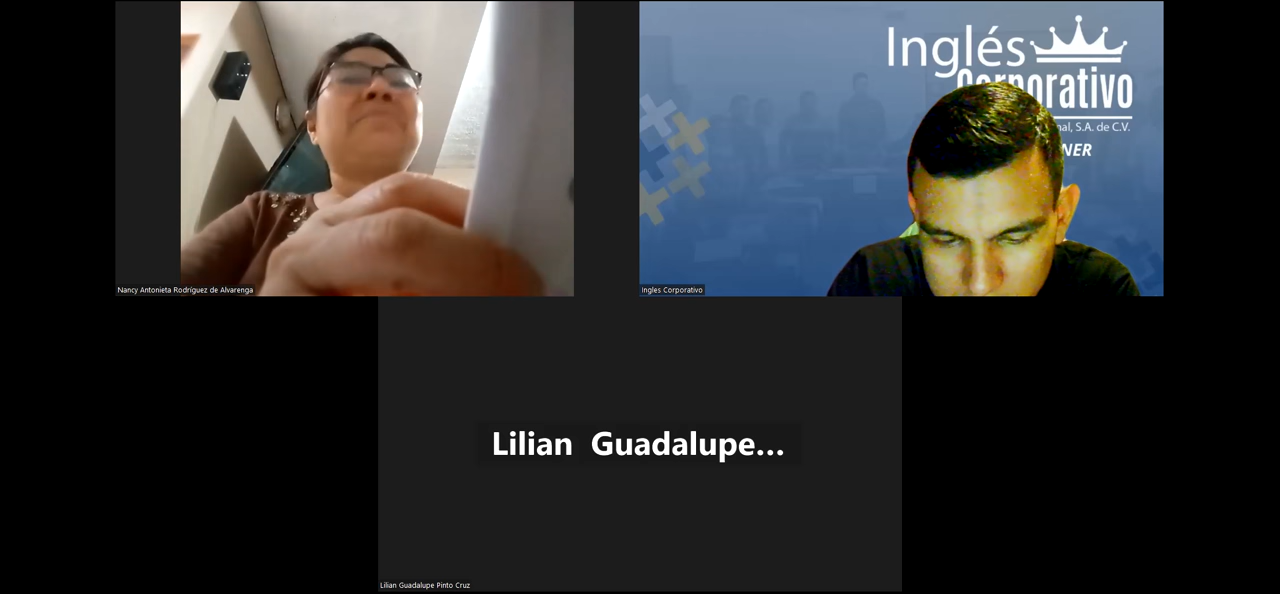 Inglés
Corporativo
nal, S.A. de C.V.
NER
Nancy Antonieta Rodríguez de Alvarenga
Ingles Corporativo
Lilian Guadalupe...
Lilian Guadalupe Pinto Cruz